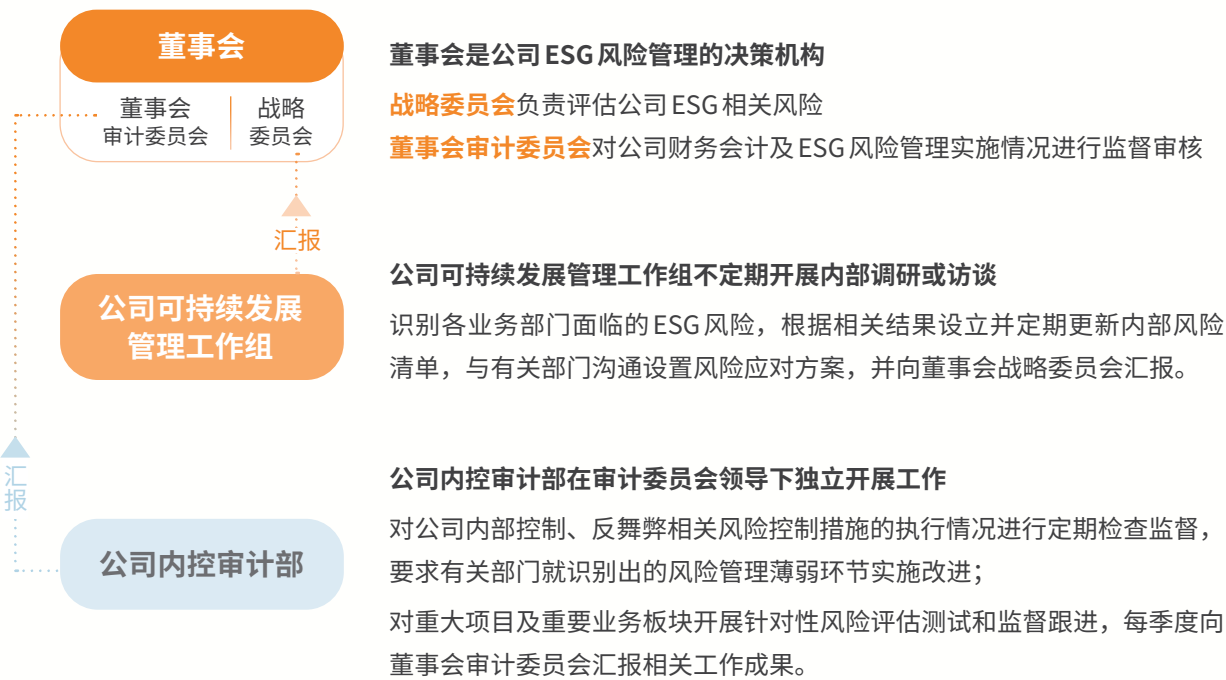 董事会
董事会
审计委员会
战略
委员会
董事会是公司ESG风险管理的决策机构
战略委员会负责评估公司ESG相关风险
董事会审计委员会对公司财务会计及ESG风险管理实施情况进行监督审核
汇报
公司可持续发展
管理工作组
公司可持续发展管理工作组不定期开展内部调研或访谈
识别各业务部门面临的ESG风险，根据相关结果设立并定期更新内部风险
清单，与有关部门沟通设置风险应对方案，并向董事会战略委员会汇报。
汇报
公司内控审计部
公司内控审计部在审计委员会领导下独立开展工作
对公司内部控制、反舞弊相关风险控制措施的执行情况进行定期检查监督，
要求有关部门就识别出的风险管理薄弱环节实施改进；
对重大项目及重要业务板块开展针对性风险评估测试和监督跟进，每季度向
董事会审计委员会汇报相关工作成果。